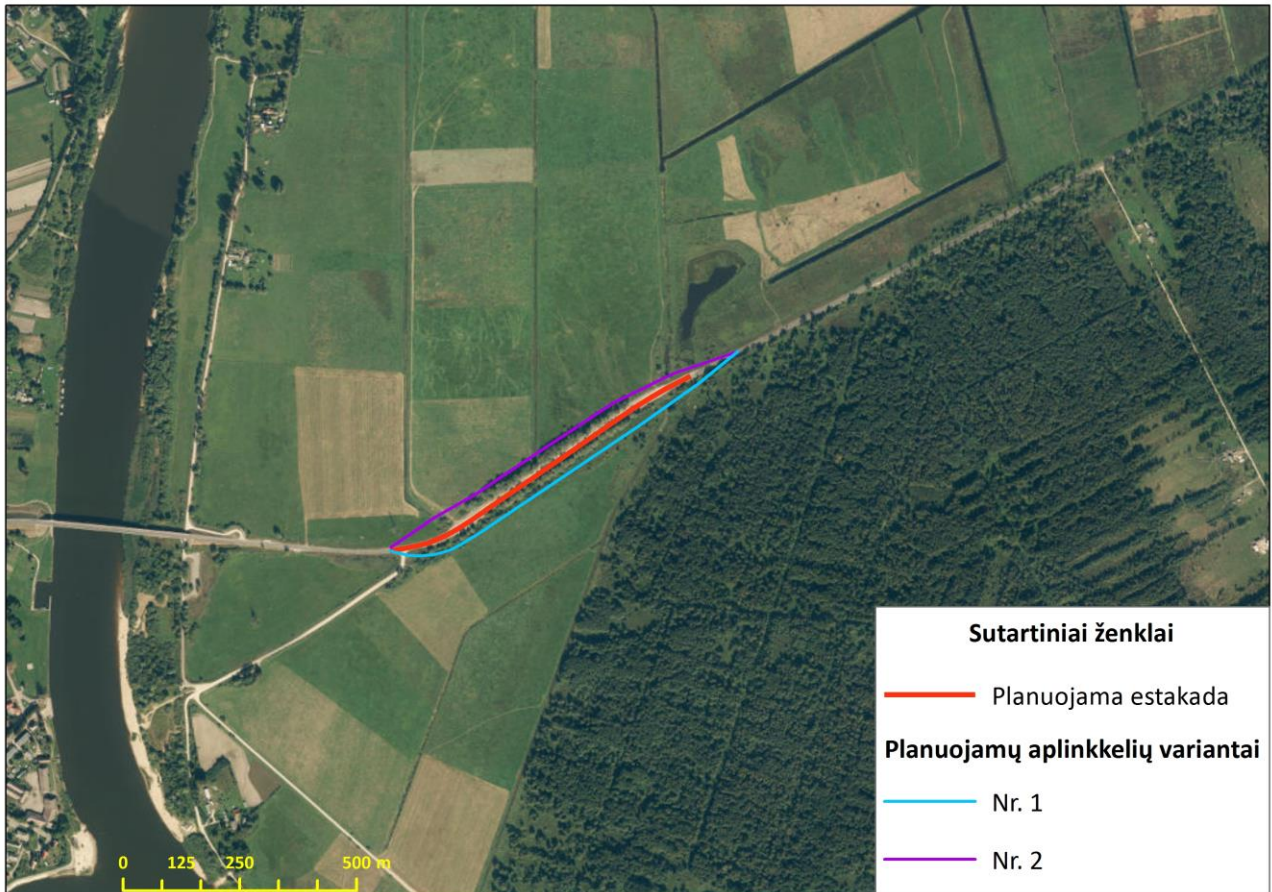 Sutartiniai ženklai
Planuojama estakada
Planuojamų aplinkkelių variantai
Nr. 1
Nr. 2
0 125 250 500 m